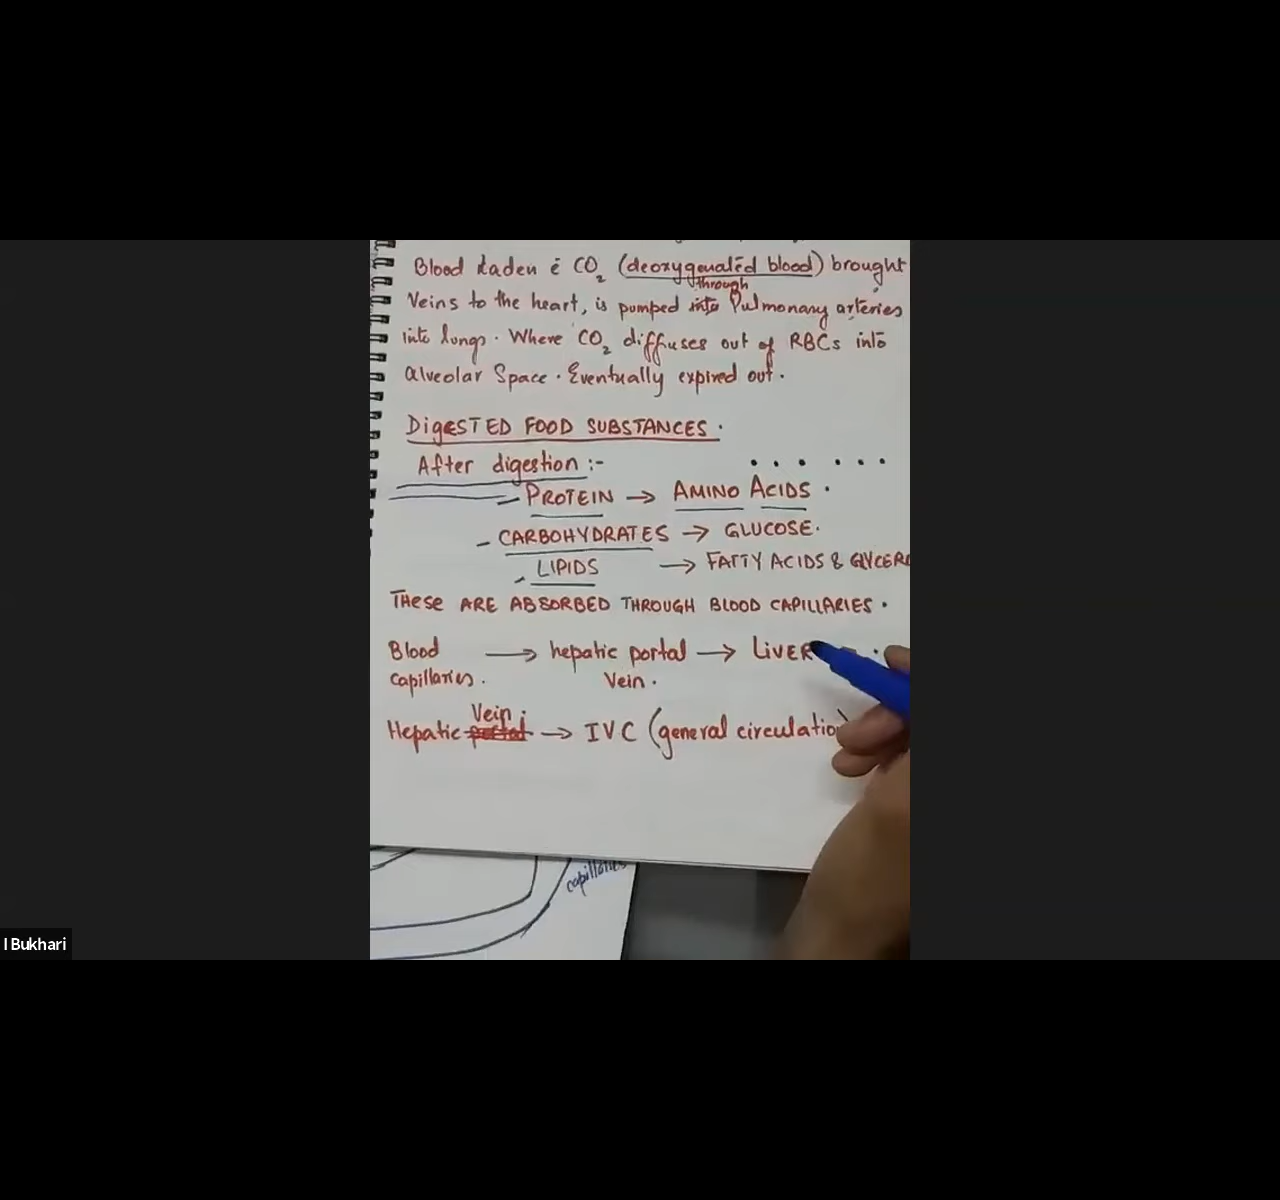 Blood laden c̄ CO2 (deoxygenated blood) brought
through
Veins to the heart, is pumped into Pulmonary arteries
into lungs. Where CO2 diffuses out of RBCs into
alveolar Space. Eventually expired out.
DIGESTED FOOD SUBSTANCES.
After digestion :-
PROTEIN → AMINO ACIDS.
CARBOHYDRATES → GLUCOSE.
LIPIDS → FATTY ACIDS &
THESE ARE ABSORBED THROUGH BLOOD CAPILLARIES.
Blood → hepatic portal → LIVER
capillaries. Vein.
Vein.
Hepatic portal → IVC (general circulation)
capillaries
I Bukhari